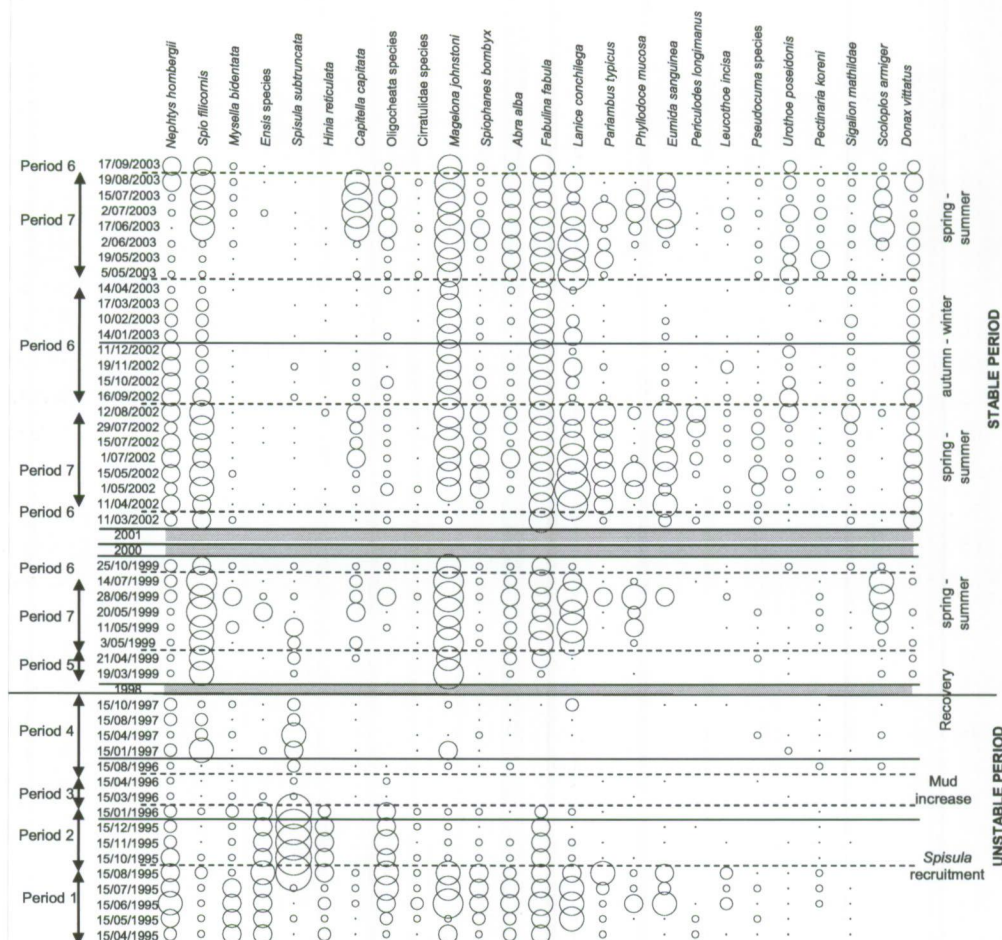 Nephtys hombergii
Spio filicornis
Mysella bidentata
Ensis species
Spisula subtruncata
Hinia reticulata
Capitella capitata
Oligocheata species
Cirratulidae species
Magelona johnstoni
Spiophanes bombyx
Abra alba
Fabulina fabula
Lanice conchilega
Pariambus typicus
Phyllodoce mucosa
Eumida sanguinea
Periculodes longimanus
Leucothoe incisa
Pseudocuma species
Urothoe poseidonis
Pectinaria koreni
Sigalion mathildae
Scoloplos armiger
Donax vittatus
Period 6
17/09/2003
19/08/2003
15/07/2003
Period 7
2/07/2003
17/06/2003
2/06/2003
19/05/2003
5/05/2003
spring -
summer
14/04/2003
17/03/2003
10/02/2003
14/01/2003
Period 6
11/12/2002
19/11/2002
15/10/2002
16/09/2002
autumn - winter
12/08/2002
29/07/2002
15/07/2002
1/07/2002
Period 7
15/05/2002
1/05/2002
11/04/2002
spring -
summer
Period 6
11/03/2002
STABLE PERIOD
2001
2000
Period 6
25/10/1999
14/07/1999
28/06/1999
Period 7
20/05/1999
11/05/1999
3/05/1999
spring -
summer
Period 5
21/04/1999
19/03/1999
1998
Recovery
15/10/1997
15/08/1997
Period 4
15/04/1997
15/01/1997
15/08/1996
Period 3
15/04/1996
15/03/1996
Mud
increase
15/01/1996
Period 2
15/12/1995
15/11/1995
15/10/1995
Spisula
recruitment
15/08/1995
15/07/1995
Period 1
15/06/1995
15/05/1995
15/04/1995
UNSTABLE PERIOD